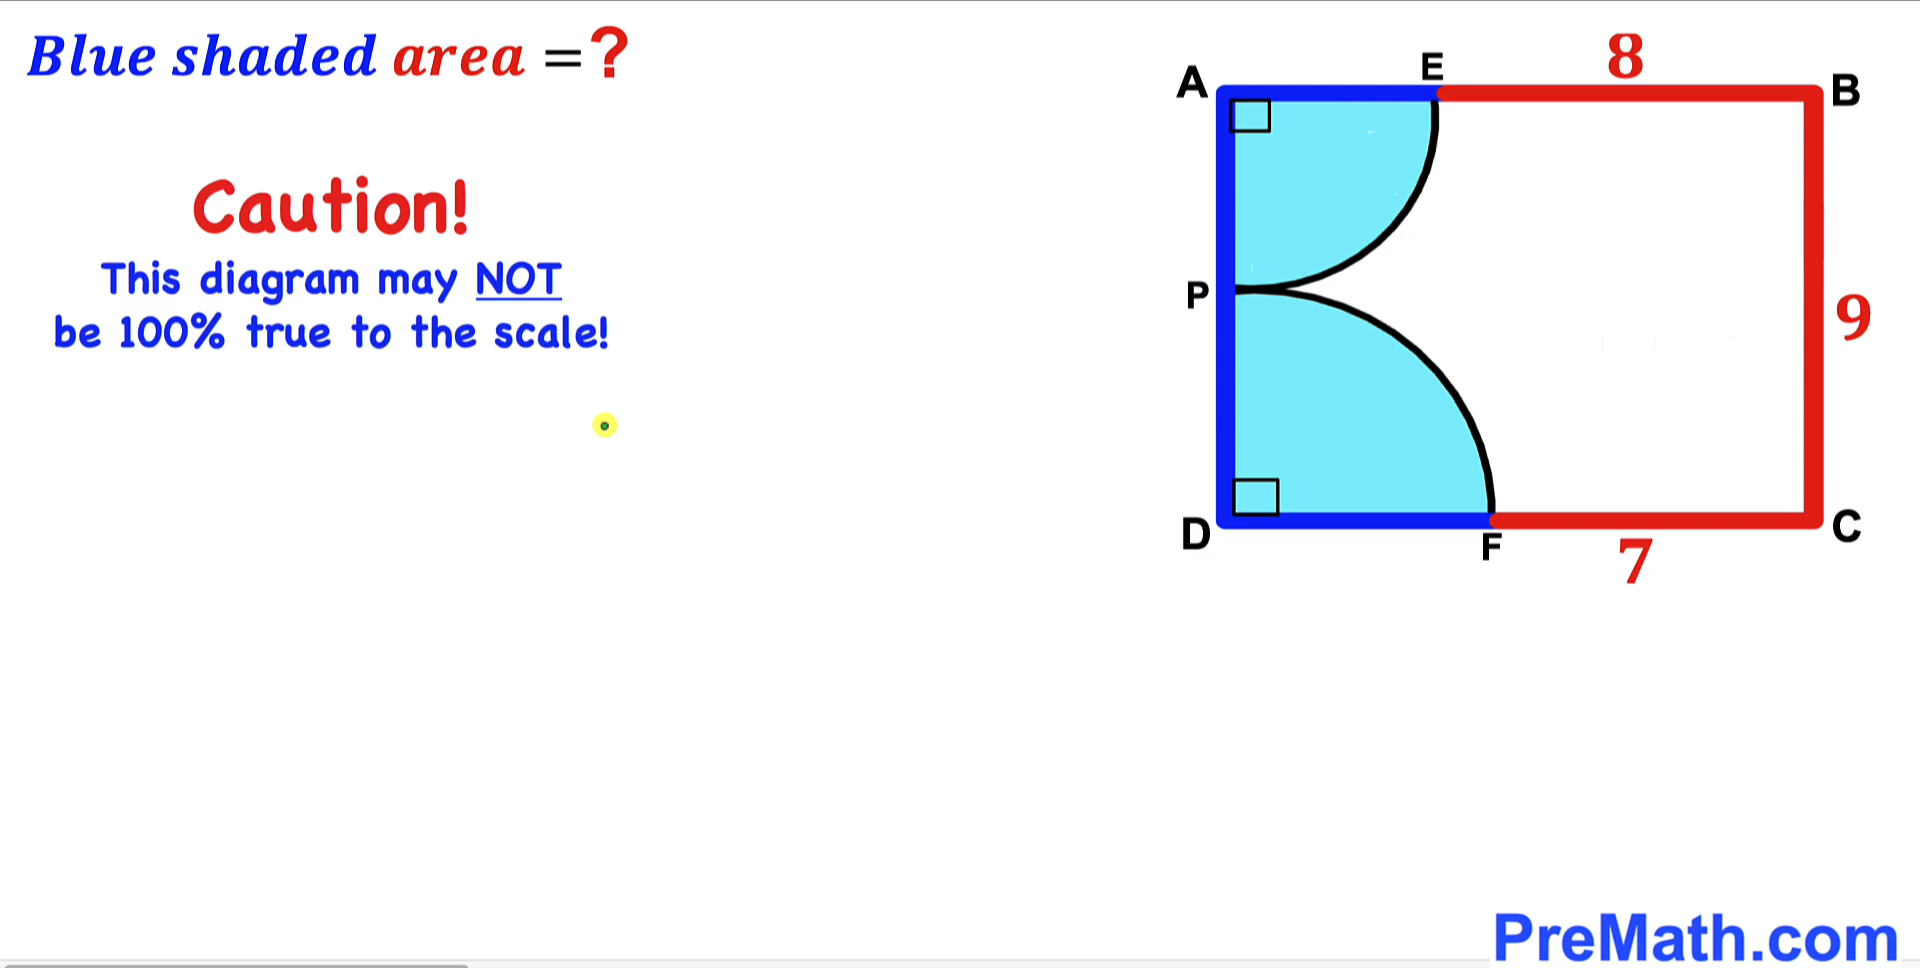 Blue shaded area =?
8
E
A
B
Caution!
This diagram may NOT
be 100% true to the scale!
P
9
D
C
F
7
PreMath.com